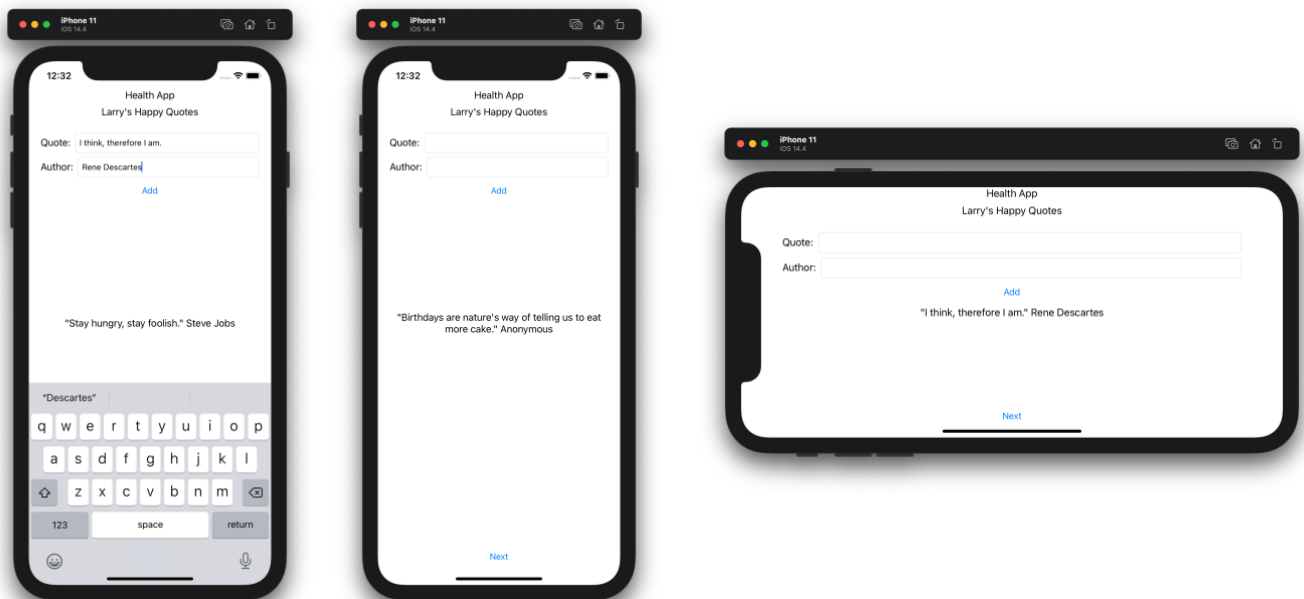 iPhone 11
iOS 14.4
12:32
Health App
Larry's Happy Quotes
Quote: I think, therefore I am.
Author: Rene Descartes
Add
"Stay hungry, stay foolish." Steve Jobs
“Descartes”
q w e r t y u i o p
a s d f g h j k l
z x c v b n m
123 space return
iPhone 11
iOS 14.4
12:32
Health App
Larry's Happy Quotes
Quote:
Author:
Add
"Birthdays are nature's way of telling us to eat
more cake." Anonymous
Next
iPhone 11
iOS 14.4
Health App
Larry's Happy Quotes
Quote:
Author:
Add
"I think, therefore I am." Rene Descartes
Next